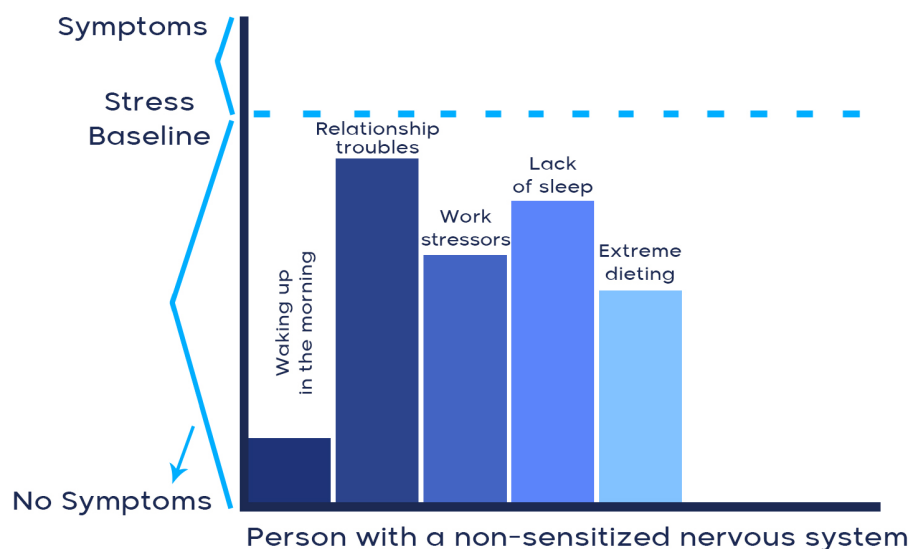 Symptoms
Stress
Baseline
Relationship
troubles
Lack
of sleep
Work
stressors
Extreme
dieting
Waking up
in the morning
No Symptoms
Person with a non-sensitized nervous system